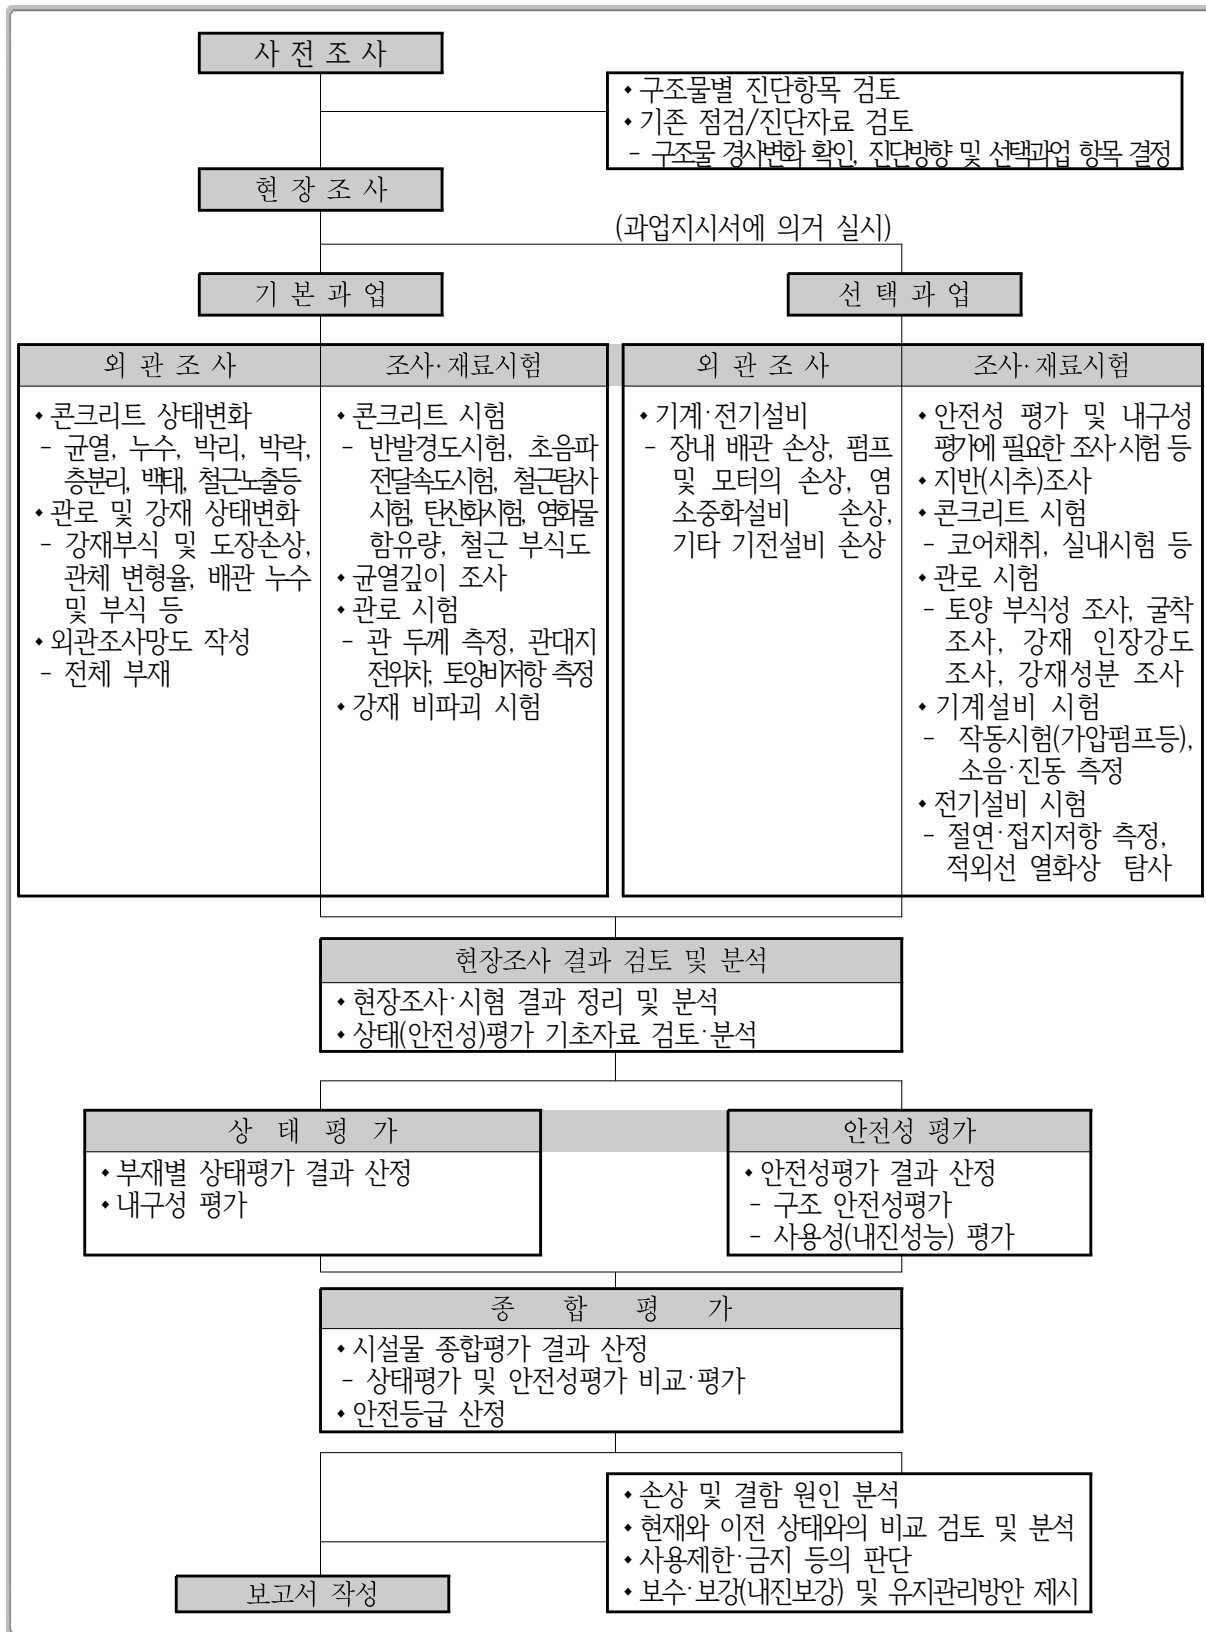 사 전 조 사
◆ 구조물별 진단항목 검토
◆ 기존 점검/진단자료 검토
- 구조물 경사변화 확인, 진단방향 및 선택과업 항목 결정
현 장 조 사
(과업지시서에 의거 실시)
기 본 과 업
선 택 과 업
외 관 조 사
◆ 콘크리트 상태변화
- 균열, 누수, 박리, 박락,
층분리, 백태, 철근노출등
◆ 관로 및 강재 상태변화
- 강재부식 및 도장손상,
관체 변형율, 배관 누수
및 부식 등
◆ 외관조사망도 작성
- 전체 부재
조사·재료시험
◆ 콘크리트 시험
- 반발경도시험, 초음파
전달속도시험, 철근탐사
시험, 탄산화시험, 염화물
함유량, 철근 부식도
◆ 균열깊이 조사
◆ 관로 시험
- 관 두께 측정, 관대지
전위차, 토양비저항 측정
◆ 강재 비파괴 시험
외 관 조 사
◆ 기계·전기설비
- 장내 배관 손상, 펌프
및 모터의 손상, 염
소중화설비 손상,
기타 기전설비 손상
조사·재료시험
◆ 안전성 평가 및 내구성
평가에 필요한 조사·시험 등
◆ 지반(시추)조사
◆ 콘크리트 시험
- 코어채취, 실내시험 등
◆ 관로 시험
- 토양 부식성 조사, 굴착
조사, 강재 인장강도
조사, 강재성분 조사
◆ 기계설비 시험
- 작동시험(가압펌프등),
소음·진동 측정
◆ 전기설비 시험
- 절연·접지저항 측정,
적외선 열화상 탐사
현장조사 결과 검토 및 분석
◆ 현장조사·시험 결과 정리 및 분석
◆ 상태(안전성)평가 기초자료 검토·분석
상 태 평 가
◆ 부재별 상태평가 결과 산정
◆ 내구성 평가
안전성 평가
◆ 안전성평가 결과 산정
- 구조 안전성평가
- 사용성(내진성능) 평가
종 합 평 가
◆ 시설물 종합평가 결과 산정
- 상태평가 및 안전성평가 비교·평가
◆ 안전등급 산정
◆ 손상 및 결함 원인 분석
◆ 현재와 이전 상태와의 비교 검토 및 분석
◆ 사용제한·금지 등의 판단
◆ 보수·보강(내진보강) 및 유지관리방안 제시
보고서 작성